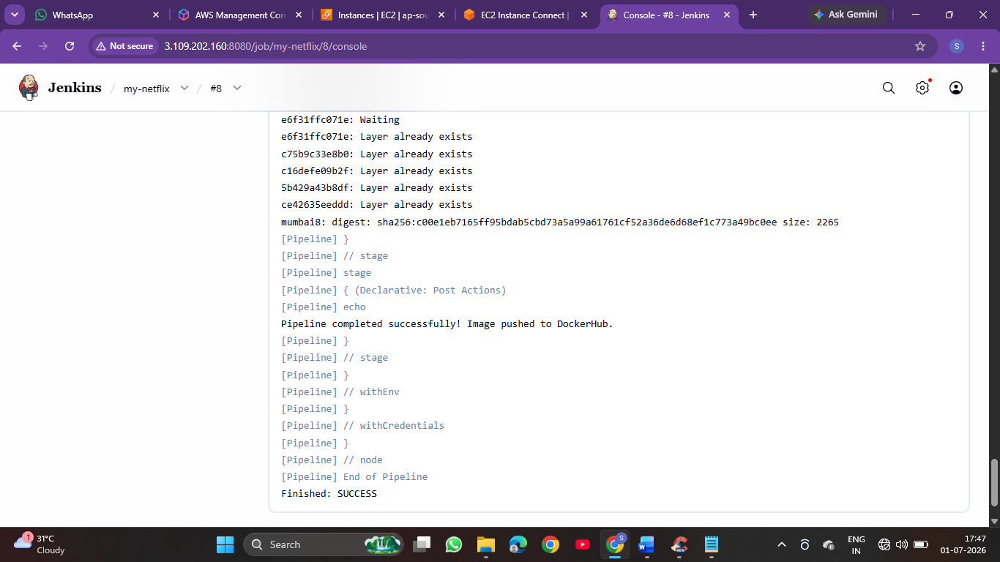 WhatsApp
AWS Management Con
Instances | EC2 | ap-sou
EC2 Instance Connect |
Console - #8 - Jenkins
Ask Gemini
Not secure
3.109.202.160:8080/job/my-netflix/8/console
S
Jenkins / my-netflix / #8
e6f31ffc071e: Waiting
e6f31ffc071e: Layer already exists
c75b9c33e8b0: Layer already exists
c16defe09b2f: Layer already exists
5b429a43b8df: Layer already exists
ce42635eeddd: Layer already exists
mumbai8: digest: sha256:c00e1eb7165ff95bdab5cbd73a5a99a61761cf52a36de6d68ef1c773a49bc0ee size: 2265
[Pipeline] }
[Pipeline] // stage
[Pipeline] stage
[Pipeline] { (Declarative: Post Actions)
[Pipeline] echo
Pipeline completed successfully! Image pushed to DockerHub.
[Pipeline] }
[Pipeline] // stage
[Pipeline] }
[Pipeline] // withEnv
[Pipeline] }
[Pipeline] // withCredentials
[Pipeline] }
[Pipeline] // node
[Pipeline] End of Pipeline
Finished: SUCCESS
1
31°C
Cloudy
Search
S
W
NEW
ENG
IN
17:47
01-07-2026